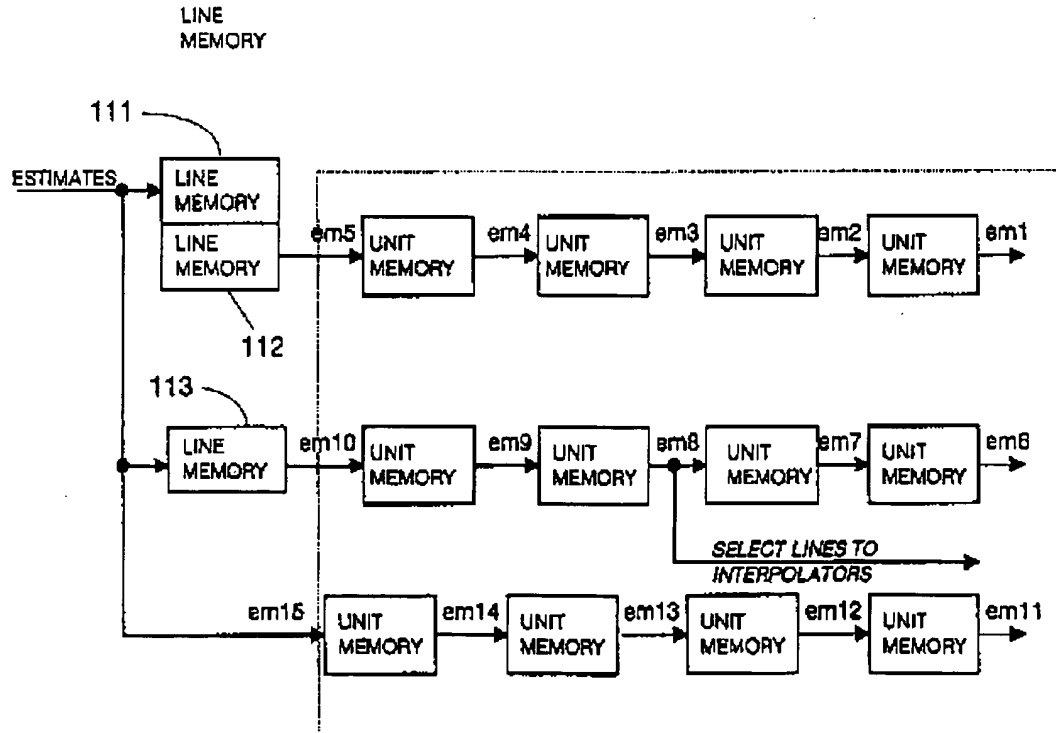 LINE
MEMORY
111
ESTIMATES
LINE
MEMORY
LINE
MEMORY
em5
UNIT
MEMORY
em4
UNIT
MEMORY
em3
UNIT
MEMORY
em2
UNIT
MEMORY
em1
112
113
LINE
MEMORY
em10
UNIT
MEMORY
em9
UNIT
MEMORY
em8
UNIT
MEMORY
em7
UNIT
MEMORY
em6
SELECT LINES TO
INTERPOLATORS
em15
UNIT
MEMORY
em14
UNIT
MEMORY
em13
UNIT
MEMORY
em12
UNIT
MEMORY
em11